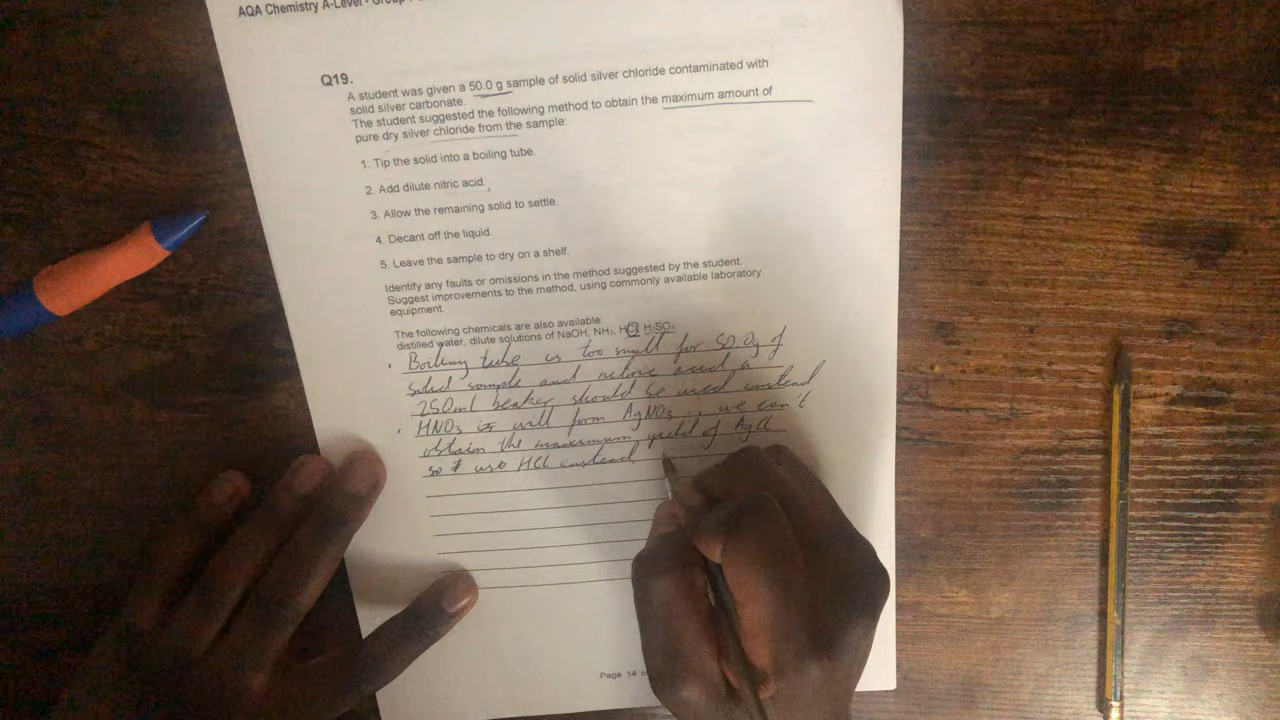 AQA Chemistry A-Level - Group
Q19.
A student was given a 50.0 g sample of solid silver chloride contaminated with
solid silver carbonate.
The student suggested the following method to obtain the maximum amount of
pure dry silver chloride from the sample:
1. Tip the solid into a boiling tube.
2. Add dilute nitric acid.
3. Allow the remaining solid to settle.
4. Decant off the liquid.
5. Leave the sample to dry on a shelf.
Identify any faults or omissions in the method suggested by the student.
Suggest improvements to the method, using commonly available laboratory
equipment.
The following chemicals are also available:
distilled water, dilute solutions of NaOH, NH₃, HCl, H₂SO₄
Boiling tube is too small for 50.0g of
solid sample and nitric acid a
250ml beaker should be used instead
HNO₃ will form AgNO₃ ∴ we can't
obtain the maximum yield of AgCl
so use HCl instead
Page 14 o